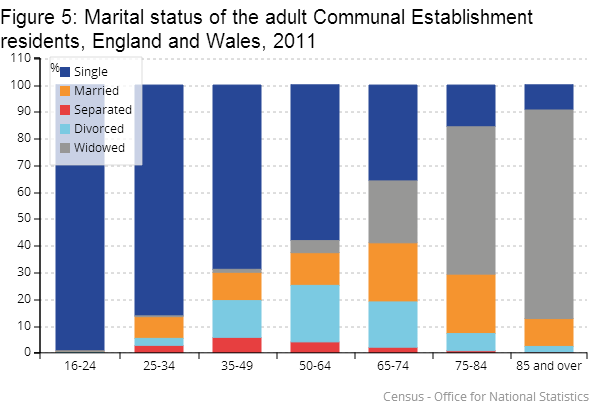 Figure 5: Marital status of the adult Communal Establishment
residents, England and Wales, 2011
110
%
Single
Married
Separated
Divorced
Widowed
100
90
80
70
60
50
40
30
20
10
0
16-24 25-34 35-49 50-64 65-74 75-84 85 and over
Census - Office for National Statistics